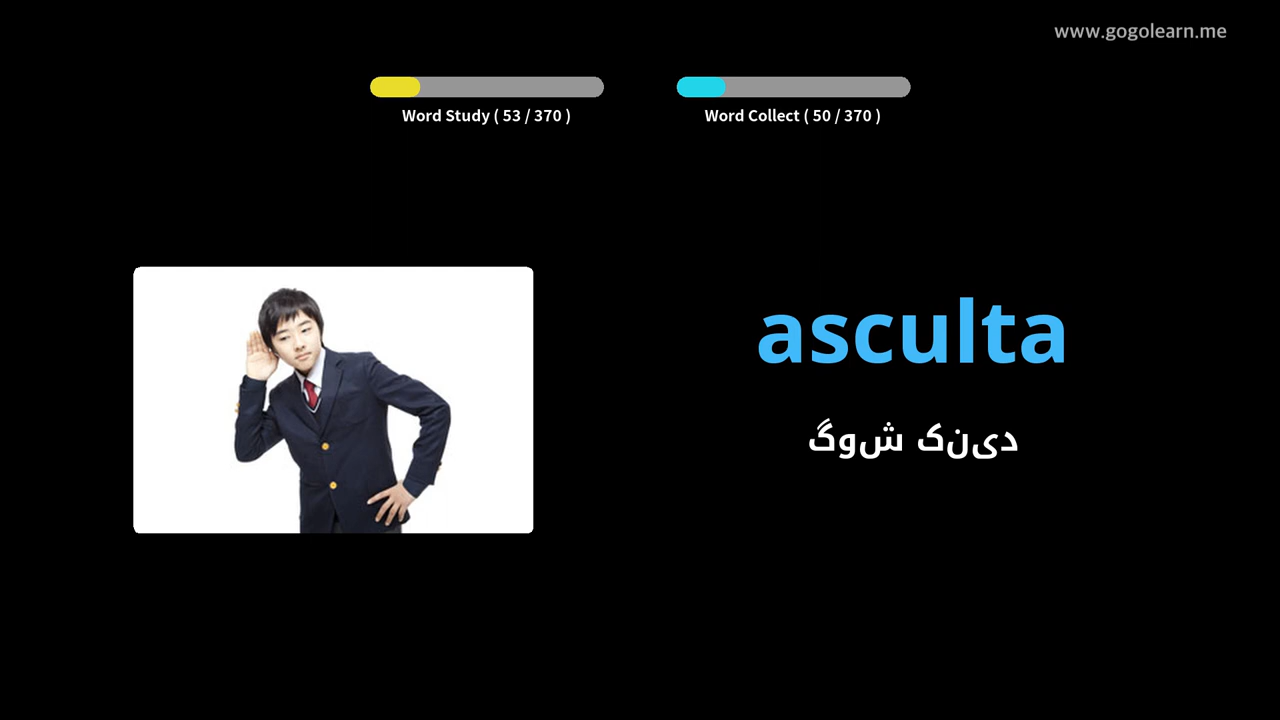 www.gogolearn.me
Word Study ( 53 / 370 )
Word Collect ( 50 / 370 )
asculta
گوش کنید